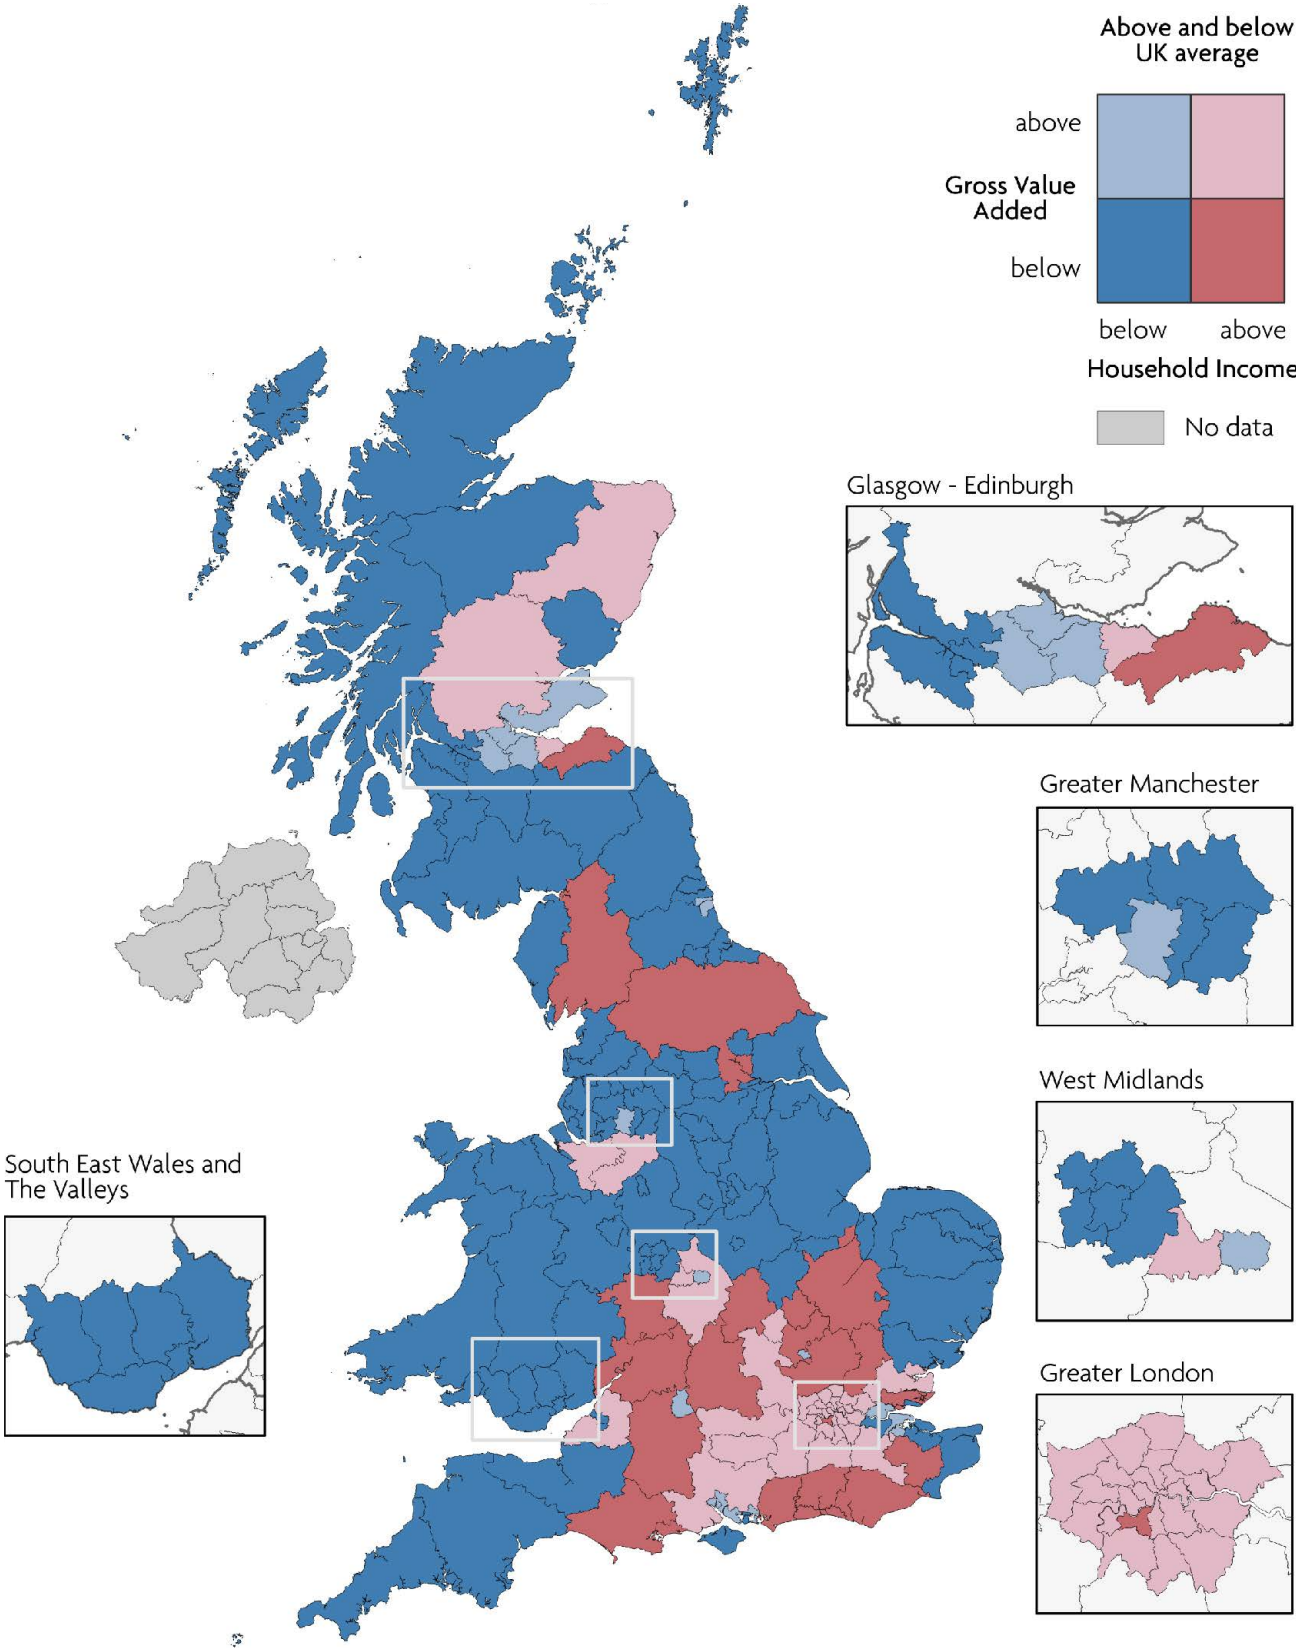 Above and below
UK average
above
Gross Value
Added
below
below
above
Household Income
No data
Glasgow - Edinburgh
Greater Manchester
West Midlands
South East Wales and
The Valleys
Greater London